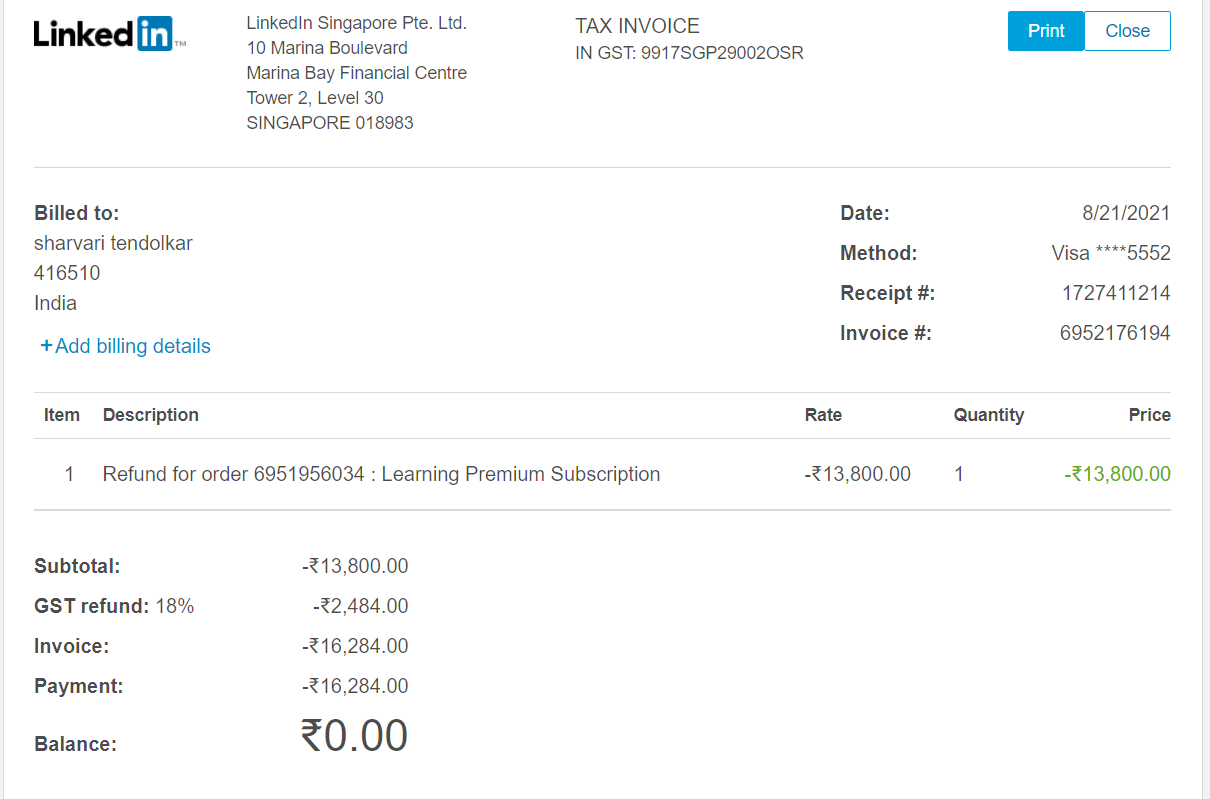 LinkedIn™
LinkedIn Singapore Pte. Ltd.
10 Marina Boulevard
Marina Bay Financial Centre
Tower 2, Level 30
SINGAPORE 018983
TAX INVOICE
IN GST: 9917SGP29002OSR
Print Close
Billed to:
sharvari tendolkar
416510
India
+Add billing details
Date: 8/21/2021
Method: Visa ****5552
Receipt #: 1727411214
Invoice #: 6952176194
Item Description Rate Quantity Price
1 Refund for order 6951956034 : Learning Premium Subscription -₹13,800.00 1 -₹13,800.00
Subtotal: -₹13,800.00
GST refund: 18% -₹2,484.00
Invoice: -₹16,284.00
Payment: -₹16,284.00
Balance: ₹0.00